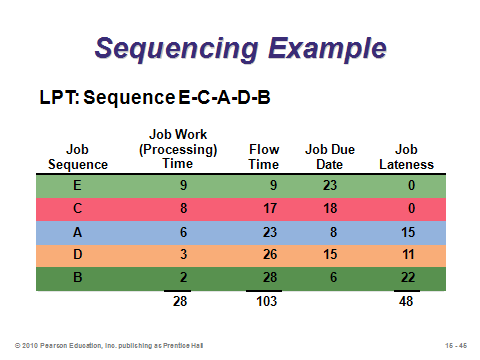 Sequencing Example
LPT: Sequence E-C-A-D-B
Job Sequence Job Work (Processing) Time Flow Time Job Due Date Job Lateness
E 9 9 23 0
C 8 17 18 0
A 6 23 8 15
D 3 26 15 11
B 2 28 6 22
28 103 48
© 2010 Pearson Education, Inc. publishing as Prentice Hall 15 - 45